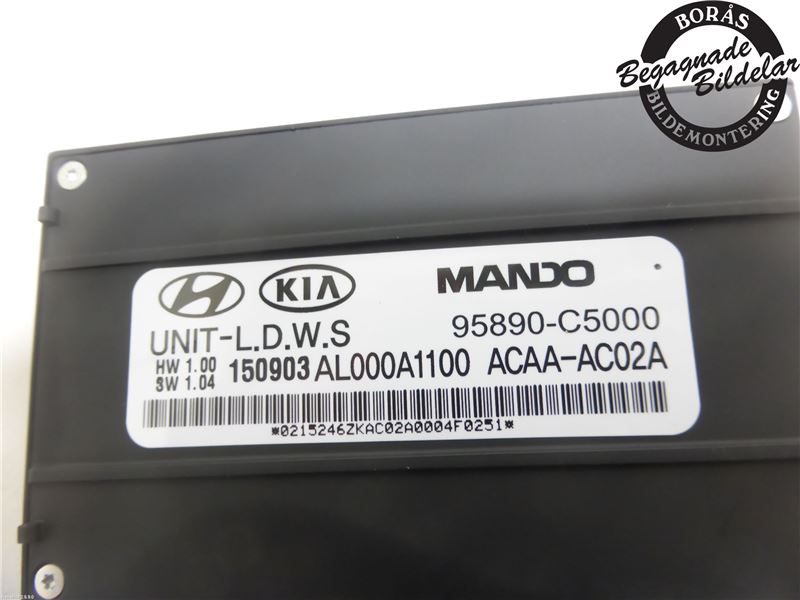 BORÅS
Begagnade
Bildelar
BILDEMONTERING
KIA
MANDO
UNIT-L.D.W.S
95890-C5000
HW 1.00
SW 1.04
150903 AL000A1100 ACAA-AC02A
*0215246ZKAC02A0004F0251*